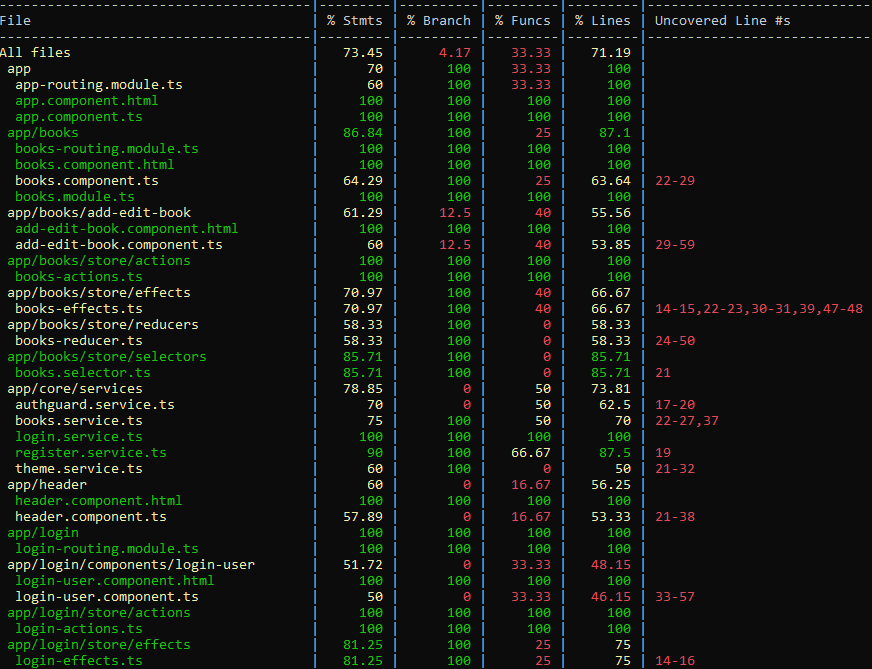 File | % Stmts | % Branch | % Funcs | % Lines | Uncovered Line #s
All files | 73.45 | 4.17 | 33.33 | 71.19 |
app | 70 | 100 | 33.33 | 100 |
app-routing.module.ts | 60 | 100 | 33.33 | 100 |
app.component.html | 100 | 100 | 100 | 100 |
app.component.ts | 100 | 100 | 100 | 100 |
app/books | 86.84 | 100 | 25 | 87.1 |
books-routing.module.ts | 100 | 100 | 100 | 100 |
books.component.html | 100 | 100 | 100 | 100 |
books.component.ts | 64.29 | 100 | 25 | 63.64 | 22-29
books.module.ts | 100 | 100 | 100 | 100 |
app/books/add-edit-book | 61.29 | 12.5 | 40 | 55.56 |
add-edit-book.component.html | 100 | 100 | 100 | 100 |
add-edit-book.component.ts | 60 | 12.5 | 40 | 53.85 | 29-59
app/books/store/actions | 100 | 100 | 100 | 100 |
books-actions.ts | 100 | 100 | 100 | 100 |
app/books/store/effects | 70.97 | 100 | 40 | 66.67 |
books-effects.ts | 70.97 | 100 | 40 | 66.67 | 14-15,22-23,30-31,39,47-48
app/books/store/reducers | 58.33 | 100 | 0 | 58.33 |
books-reducer.ts | 58.33 | 100 | 0 | 58.33 | 24-50
app/books/store/selectors | 85.71 | 100 | 0 | 85.71 |
books.selector.ts | 85.71 | 100 | 0 | 85.71 | 21
app/core/services | 78.85 | 0 | 50 | 73.81 |
authguard.service.ts | 70 | 0 | 50 | 62.5 | 17-20
books.service.ts | 75 | 100 | 50 | 70 | 22-27,37
login.service.ts | 100 | 100 | 100 | 100 |
register.service.ts | 90 | 100 | 66.67 | 87.5 | 19
theme.service.ts | 60 | 100 | 0 | 50 | 21-32
app/header | 60 | 0 | 16.67 | 56.25 |
header.component.html | 100 | 100 | 100 | 100 |
header.component.ts | 57.89 | 0 | 16.67 | 53.33 | 21-38
app/login | 100 | 100 | 100 | 100 |
login-routing.module.ts | 100 | 100 | 100 | 100 |
app/login/components/login-user | 51.72 | 0 | 33.33 | 48.15 |
login-user.component.html | 100 | 100 | 100 | 100 |
login-user.component.ts | 50 | 0 | 33.33 | 46.15 | 33-57
app/login/store/actions | 100 | 100 | 100 | 100 |
login-actions.ts | 100 | 100 | 100 | 100 |
app/login/store/effects | 81.25 | 100 | 25 | 75 |
login-effects.ts | 81.25 | 100 | 25 | 75 | 14-16